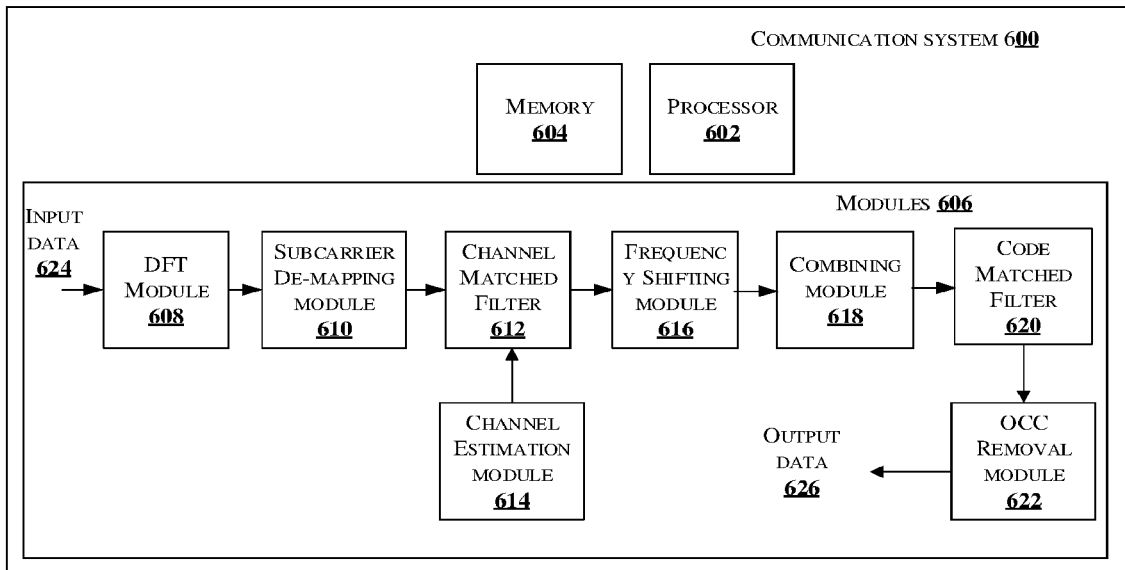 COMMUNICATION SYSTEM 600
MEMORY
604
PROCESSOR
602
MODULES 606
INPUT
DATA
624
DFT
MODULE
608
SUBCARRIER
DE-MAPPING
MODULE
610
CHANNEL
MATCHED
FILTER
612
FREQUENC
Y SHIFTING
MODULE
616
COMBINING
MODULE
618
CODE
MATCHED
FILTER
620
CHANNEL
ESTIMATION
MODULE
614
OUTPUT
DATA
626
OCC
REMOVAL
MODULE
622